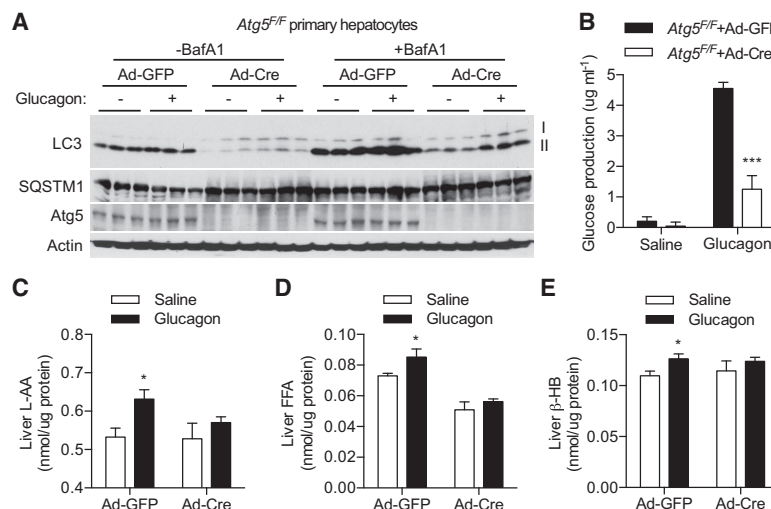 A
Atg5F/F primary hepatocytes
-BafA1 +BafA1
Ad-GFP Ad-Cre Ad-GFP Ad-Cre
Glucagon: - + - + - + - +
LC3
I
II
SQSTM1
Atg5
Actin
B
Atg5F/F+Ad-GF
Atg5F/F+Ad-Cre
Glucose production (ug ml-1)
6
4
2
0
***
Saline Glucagon
C
Saline
Glucagon
Liver L-AA
(nmol/ug protein)
0.8
0.7
0.6
0.5
0.4
*
Ad-GFP Ad-Cre
D
Saline
Glucagon
Liver FFA
(nmol/ug protein)
0.10
0.08
0.06
0.04
0.02
0.00
*
Ad-GFP Ad-Cre
E
Saline
Glucagon
Liver β-HB
(nmol/ug protein)
0.15
0.10
0.05
0.00
*
Ad-GFP Ad-Cre